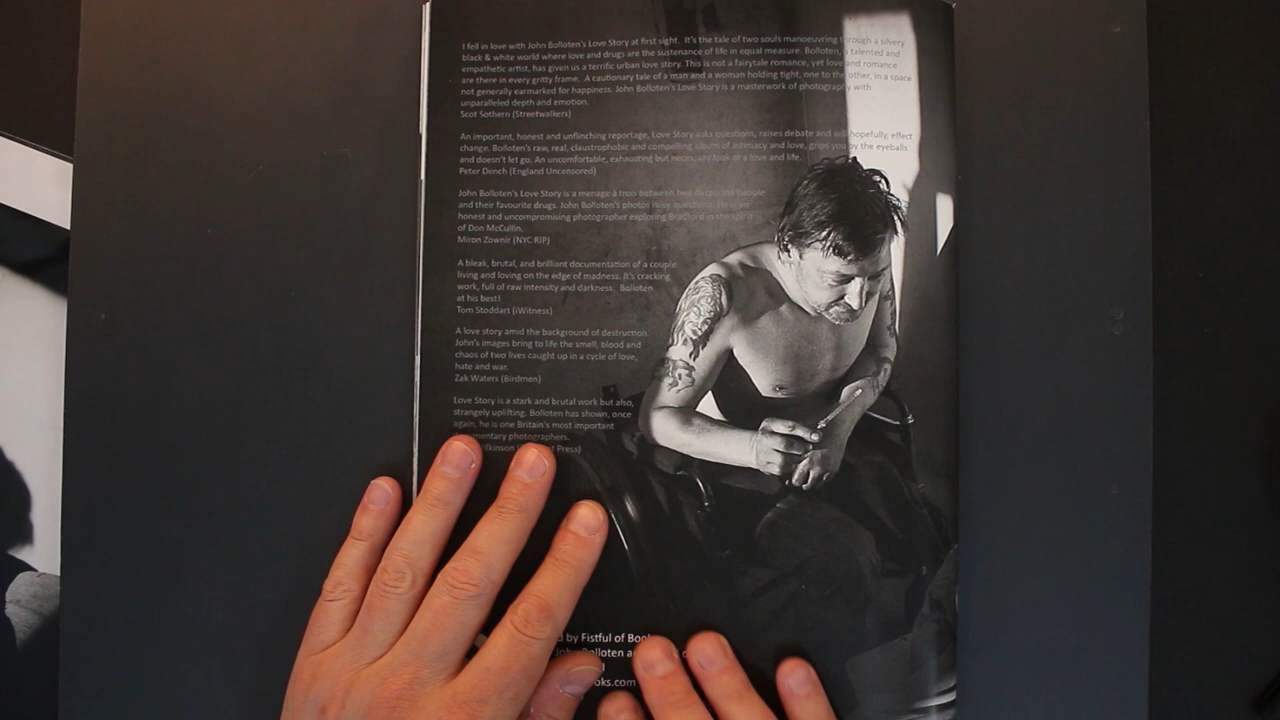 I fell in love with John Bolloten's Love Story at first sight. It's the tale of two souls manoeuvring through a silvery
black & white world where love and drugs are the sustenance of life in equal measure. Bolloten, a talented and
empathetic artist, has given us a terrific urban love story. This is not a fairytale romance, yet love and romance
are there in every gritty frame. A cautionary tale of a man and a woman holding tight, one to the other, in a space
not generally earmarked for happiness. John Bolloten's Love Story is a masterwork of photography with
unparalleled depth and emotion.
Scot Sothern (Streetwalkers)
An important, honest and unflinching reportage, Love Story asks questions, raises debate and will hopefully, effect
change. Bolloten's raw, real, claustrophobic and compelling album of intimacy and love, grips you by the eyeballs
and doesn't let go. An uncomfortable, exhausting but necessary look at a love and life.
Peter Dench (England Uncensored)
John Bolloten's Love Story is a menage à trois between two desperate people
and their favourite drugs. John Bolloten's photos raise questions. He is an
honest and uncompromising photographer exploring Bradford in the spirit
of Don McCullin.
Miron Zownir (NYC RIP)
A bleak, brutal, and brilliant documentation of a couple
living and loving on the edge of madness. It's cracking
work, full of raw intensity and darkness. Bolloten
at his best!
Tom Stoddart (iWitness)
A love story amid the background of destruction.
John's images bring to life the smell, blood and
chaos of two lives caught up in a cycle of love,
hate and war.
Zak Waters (Birdmen)
Love Story is a stark and brutal work but also,
strangely uplifting. Bolloten has shown, once
again, he is one Britain's most important
photographers.
Press)
by Fistful of
John Bolloten